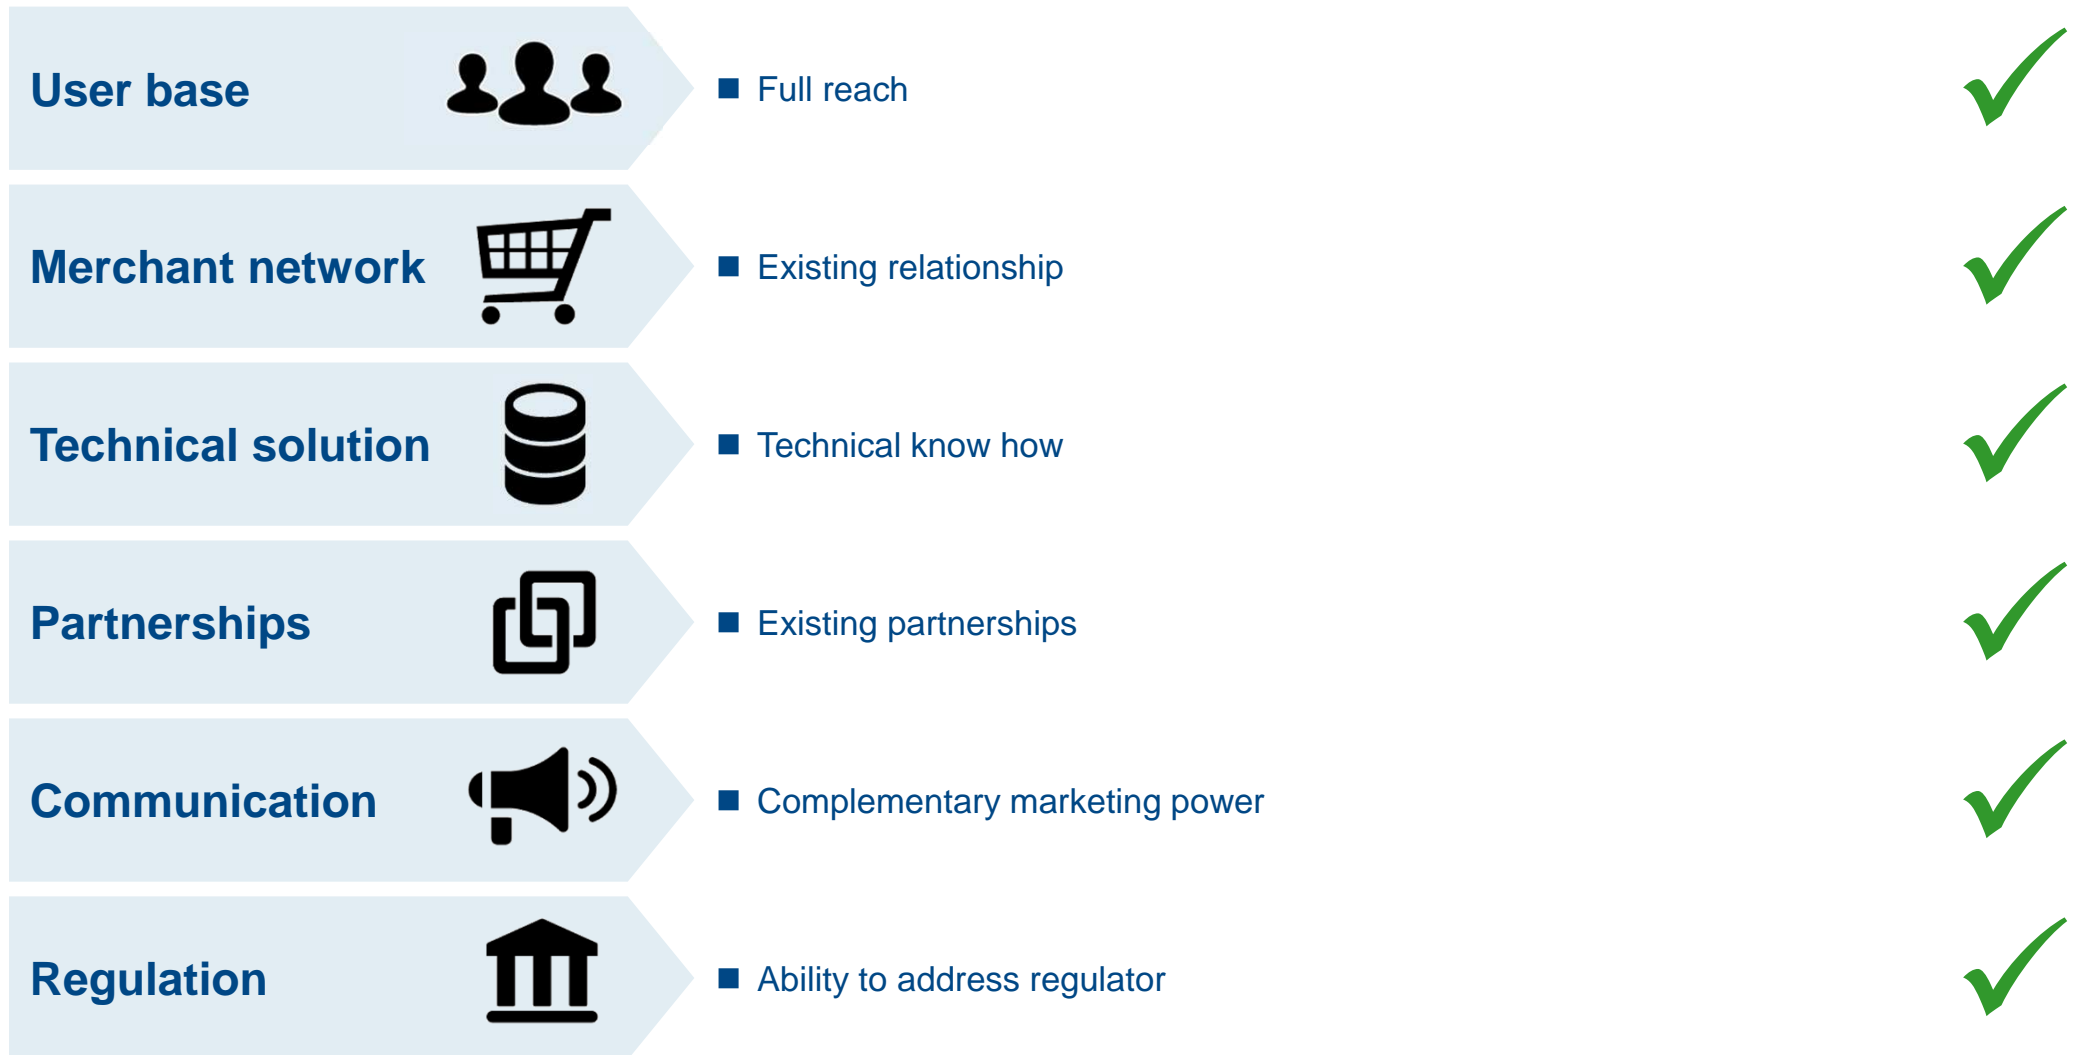 User base
■ Full reach
Merchant network
■ Existing relationship
Technical solution
■ Technical know how
Partnerships
■ Existing partnerships
Communication
■ Complementary marketing power
Regulation
■ Ability to address regulator